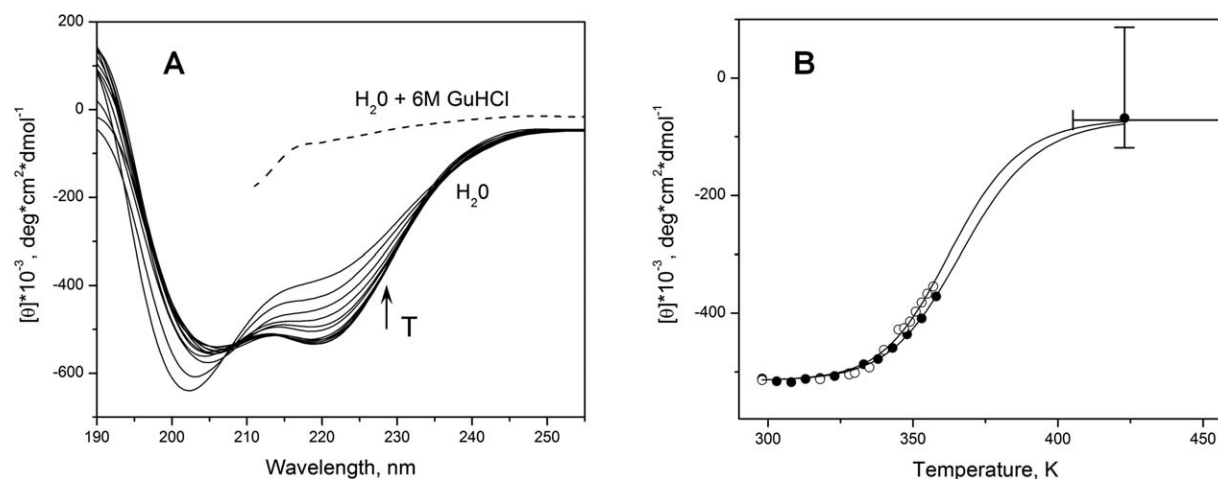 A
200
0
-200
-400
-600
[θ]*10⁻³, deg*cm²*dmol⁻¹
H₂0 + 6M GuHCl
H₂0
T
190 200 210 220 230 240 250
Wavelength, nm
B
0
-200
-400
[θ]*10⁻³, deg*cm²*dmol⁻¹
300 350 400 450
Temperature, K